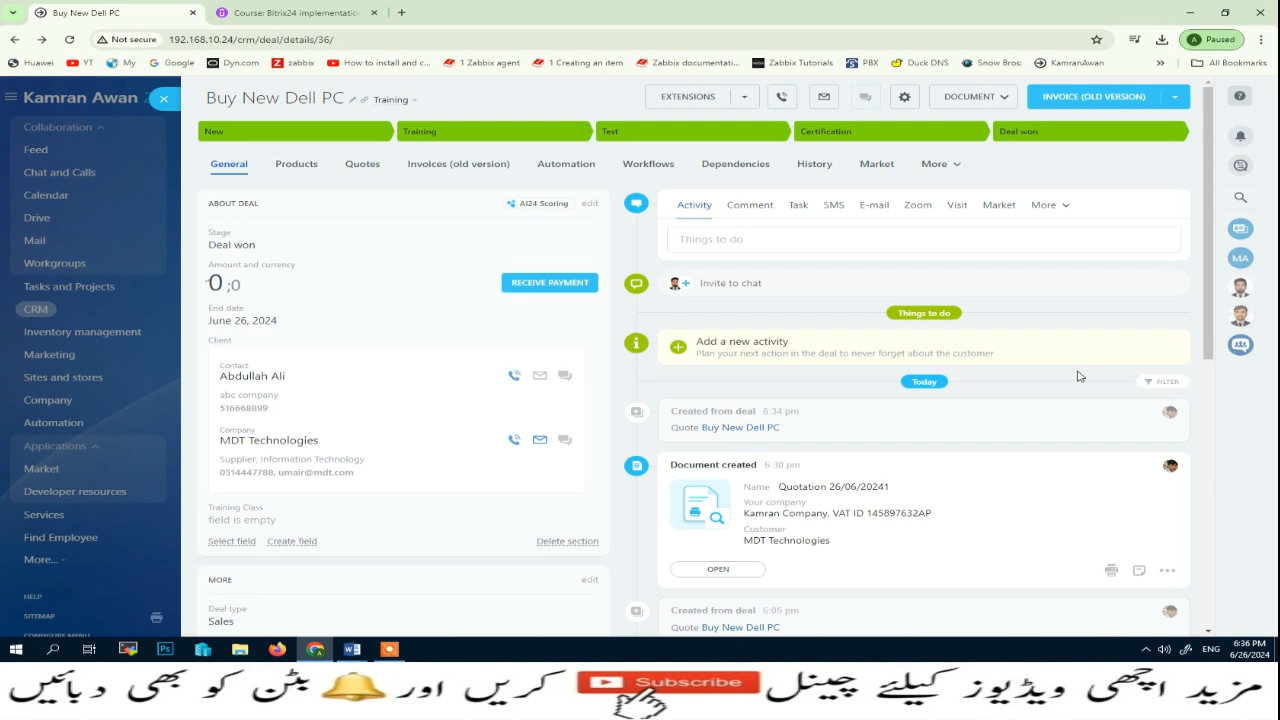 Buy New Dell PC
Course: Bitrix24 implementatio
Not secure
192.168.10.24/crm/deal/details/36/
A Paused
Huawei
YT
My
Google
Dyn.com
zabbix
How to install and c...
1 Zabbix agent
1 Creating an item
Zabbix documentati...
Zabbix Tutorials
PBX
Duck DNS
Snow Bros:
KamranAwan
»
All Bookmarks
Kamran Awan
Collaboration
Feed
Chat and Calls
Calendar
Drive
Mail
Workgroups
Tasks and Projects
CRM
Inventory management
Marketing
Sites and stores
Company
Automation
Applications
Market
Developer resources
Services
Find Employee
More...
HELP
SITEMAP
CONFIGURE MENU
Buy New Dell PC
Training
EXTENSIONS
DOCUMENT
INVOICE (OLD VERSION)
New
Training
Test
Certification
Deal won
General
Products
Quotes
Invoices (old version)
Automation
Workflows
Dependencies
History
Market
More
ABOUT DEAL
AI24 Scoring
edit
Stage
Deal won
Amount and currency
0 ;0
RECEIVE PAYMENT
End date
June 26, 2024
Client
Contact
Abdullah Ali
abc company
516668899
Company
MDT Technologies
Supplier, Information Technology
0514447788, umair@mdt.com
Training Class
field is empty
Select field
Create field
Delete section
MORE
edit
Deal type
Sales
Activity
Comment
Task
SMS
E-mail
Zoom
Visit
Market
More
Things to do
Invite to chat
Things to do
Add a new activity
Plan your next action in the deal to never forget about the customer
Today
FILTER
Created from deal 6:34 pm
Quote Buy New Dell PC
Document created 6:30 pm
Name Quotation 26/06/20241
Your company
Kamran Company. VAT ID 145897632AP
Customer
MDT Technologies
OPEN
Created from deal 6:05 pm
Quote Buy New Dell PC
MA
ENG
6:36 PM
6/26/2024
مزید اچھی ویڈیوز کیلئے چینل Subscribe کریں اور بٹن کو بھی دبائیں